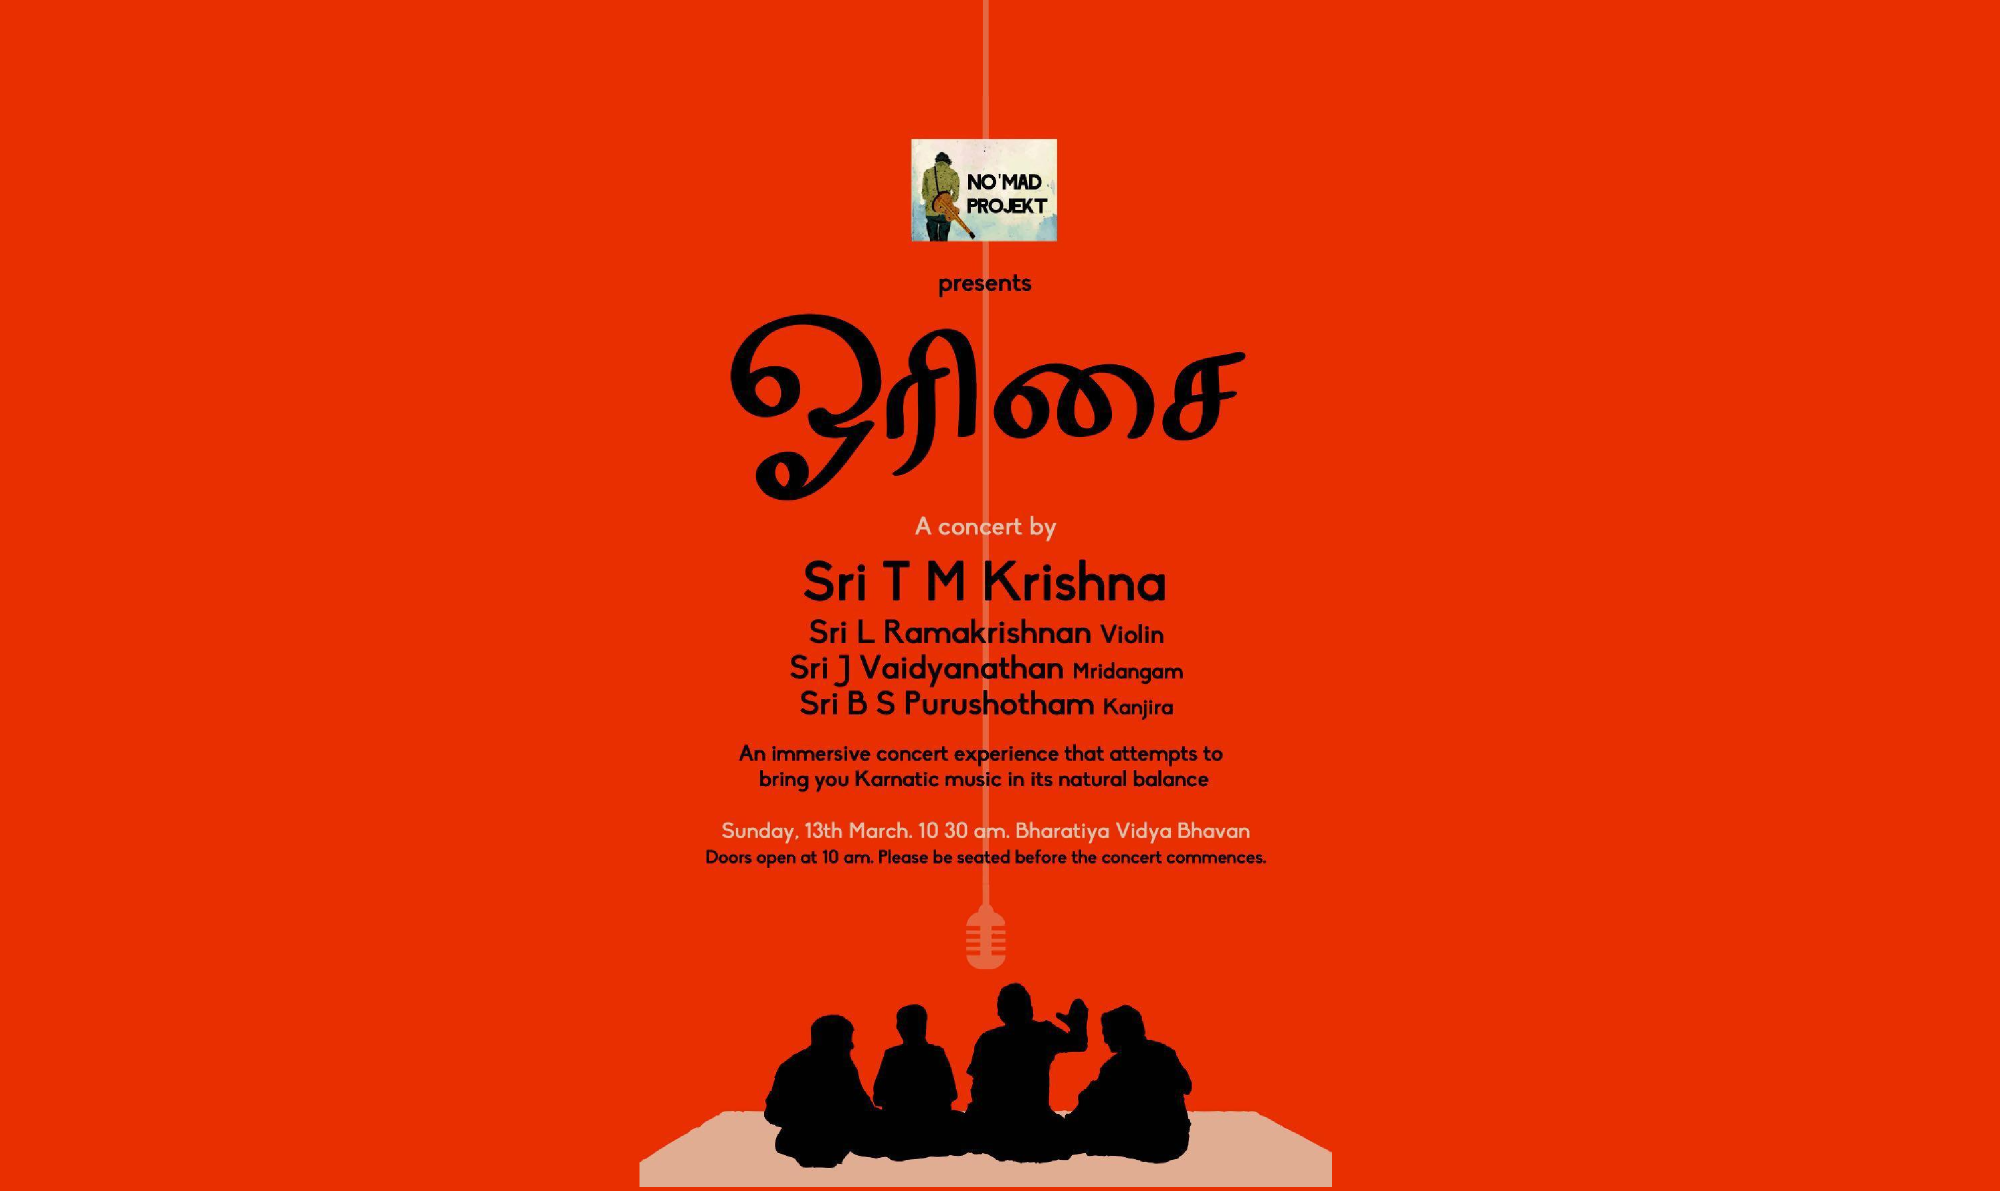 NO'MAD
PROJEKT
presents
ஓரிசை
A concert by
Sri T M Krishna
Sri L Ramakrishnan Violin
Sri J Vaidyanathan Mridangam
Sri B S Purushotham Kanjira
An immersive concert experience that attempts to
bring you Karnatic music in its natural balance
Sunday, 13th March. 10 30 am. Bharatiya Vidya Bhavan
Doors open at 10 am. Please be seated before the concert commences.